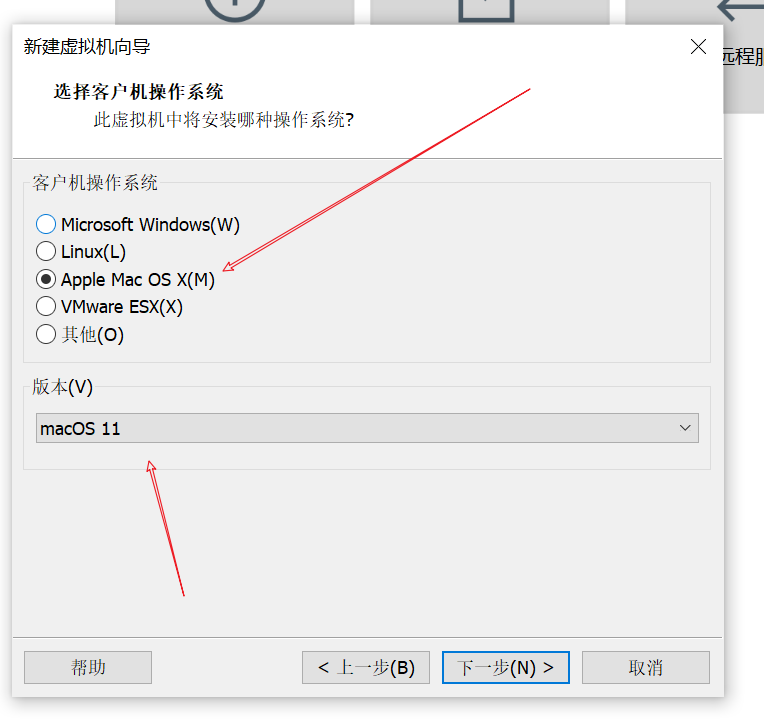 新建虚拟机向导
远程服
选择客户机操作系统
此虚拟机中将安装哪种操作系统?
客户机操作系统
Microsoft Windows(W)
Linux(L)
Apple Mac OS X(M)
VMware ESX(X)
其他(O)
版本(V)
macOS 11
帮助
< 上一步(B)
下一步(N) >
取消